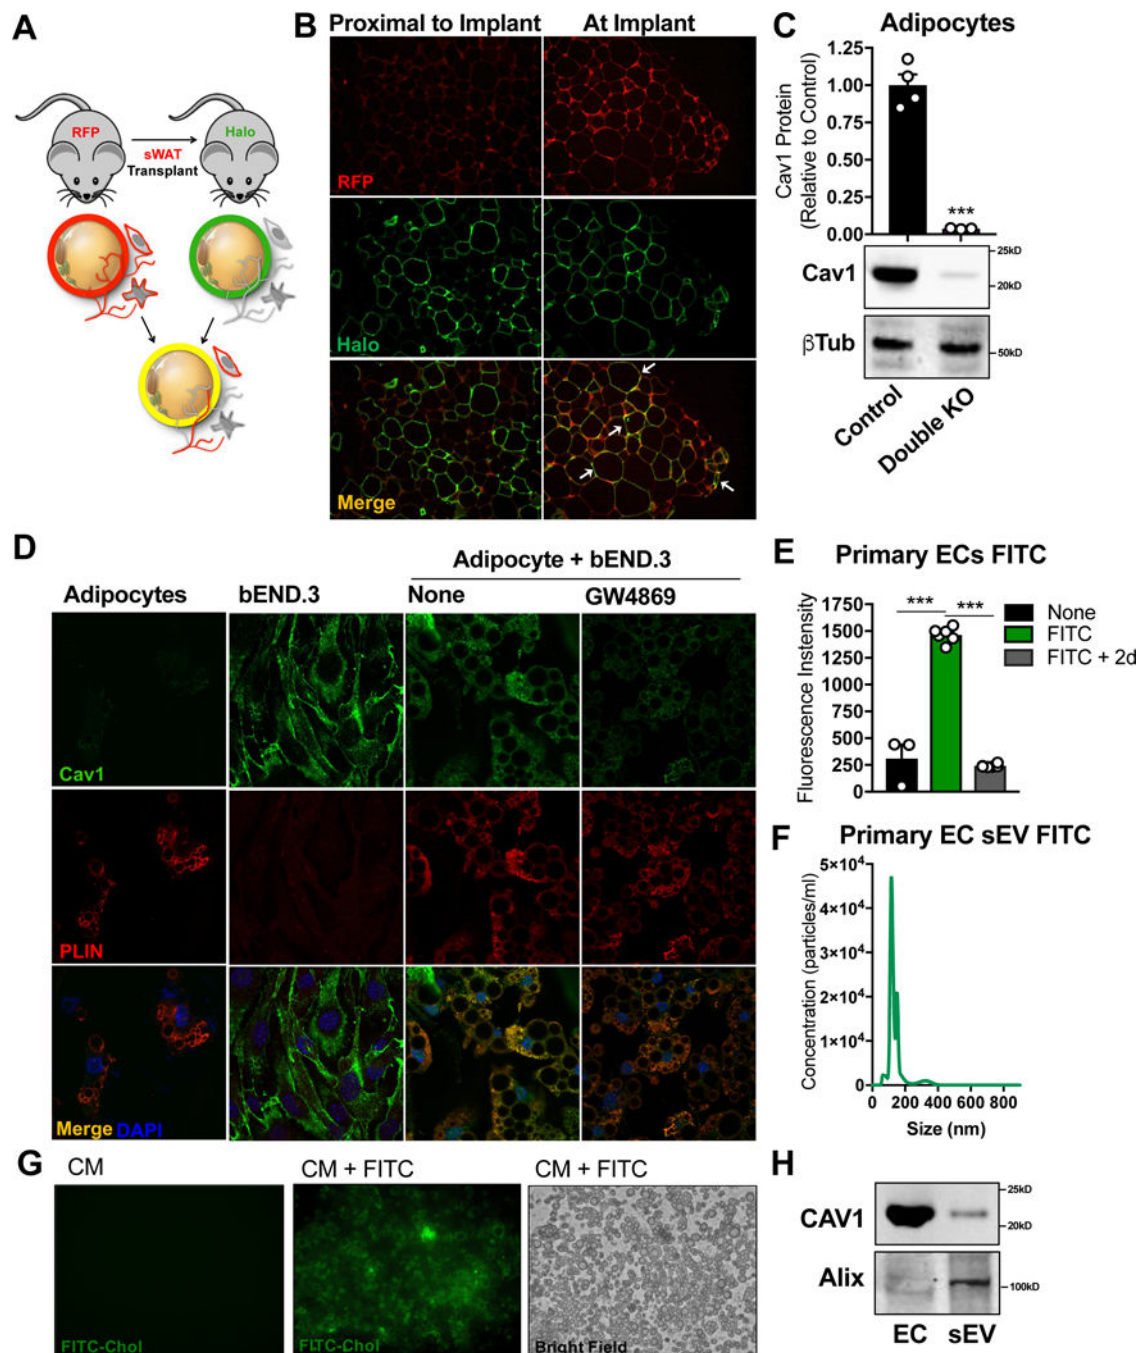 A
RFP
Halo
sWAT
Transplant
B
Proximal to Implant
At Implant
RFP
Halo
Merge
C
Adipocytes
Cav1 Protein
(Relative to Control)
1.25
1.00
0.75
0.50
0.25
0.00
***
Cav1
25kD
20kD
βTub
50kD
Control
Double KO
D
Adipocyte + bEND.3
Adipocytes
bEND.3
None
GW4869
Cav1
PLIN
Merge DAPI
E
Primary ECs FITC
Fluorescence Instensity
1750
1500
1250
1000
750
500
250
0
***
***
None
FITC
FITC + 2d
F
Primary EC sEV FITC
Concentration (particles/ml)
5×10⁴
4×10⁴
3×10⁴
2×10⁴
1×10⁴
0
0 200 400 600 800
Size (nm)
G
CM
CM + FITC
CM + FITC
FITC-Chol
FITC-Chol
Bright Field
H
CAV1
25kD
20kD
Alix
100kD
EC
sEV